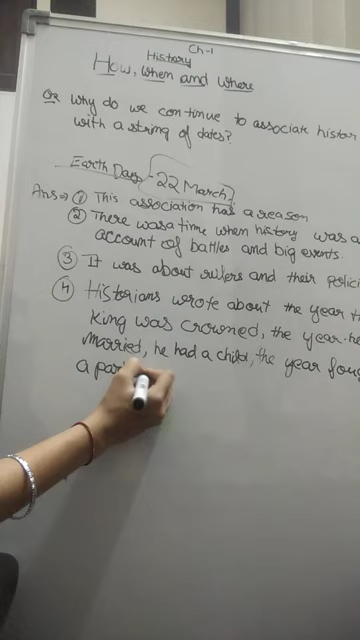 Ch-1
History
How, when and where
Q2 Why do we continue to associate histor
with a string of dates?
Earth Day - 22 March
Ans→ ① This association has a reason
② There was a time when history was a
account of battles and big events.
③ It was about rulers and their polici
④ Historians wrote about the year th
King was crowned, the year he
married, he had a child, the year foug
a par